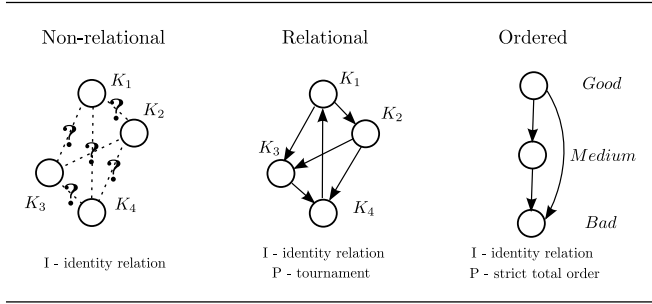 Non-relational
K1
K2
K3
K4
?
?
?
?
?
I - identity relation
Relational
K1
K2
K3
K4
I - identity relation
P - tournament
Ordered
Good
Medium
Bad
I - identity relation
P - strict total order